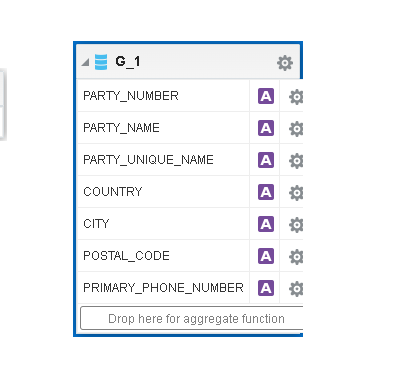 G_1
PARTY_NUMBER A
PARTY_NAME A
PARTY_UNIQUE_NAME A
COUNTRY A
CITY A
POSTAL_CODE A
PRIMARY_PHONE_NUMBER A
Drop here for aggregate function